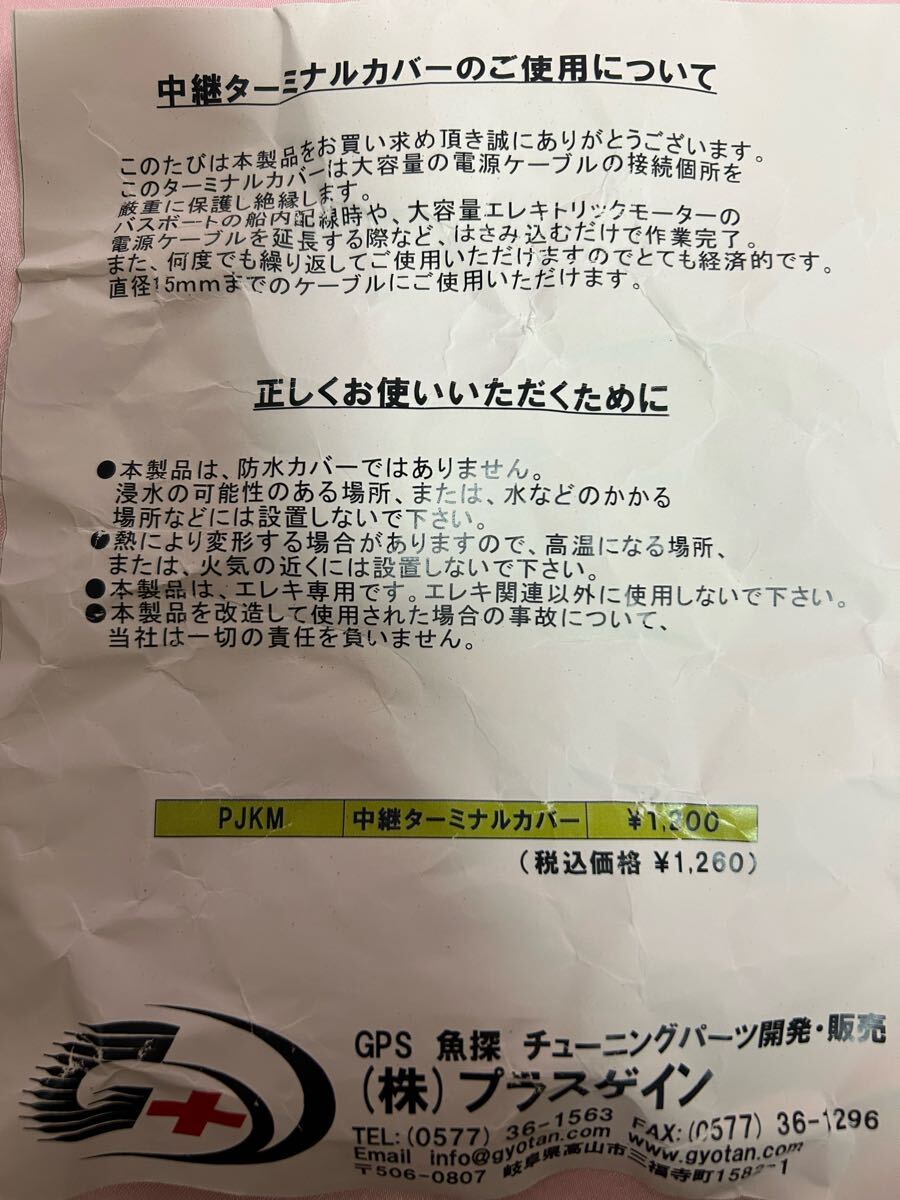 中継ターミナルカバーのご使用について
このたびは本製品をお買い求め頂き誠にありがとうございます。
このターミナルカバーは大容量の電源ケーブルの接続個所を
厳重に保護し絶縁します。
バスボートの船内配線時や、大容量エレキトリックモーターの
電源ケーブルを延長する際など、はさみ込むだけで作業完了。
また、何度でも繰り返してご使用いただけますのでとても経済的です。
直径15mmまでのケーブルにご使用いただけます。
正しくお使いいただくために
●本製品は、防水カバーではありません。
浸水の可能性のある場所、または、水などのかかる
場所などには設置しないで下さい。
●熱により変形する場合がありますので、高温になる場所、
または、火気の近くには設置しないで下さい。
●本製品は、エレキ専用です。エレキ関連以外に使用しないで下さい。
●本製品を改造して使用された場合の事故について、
当社は一切の責任を負いません。
PJKM 中継ターミナルカバー ¥1,200
(税込価格 ¥1,260)
GPS 魚探 チューニングパーツ開発・販売
(株)プラスゲイン
TEL:(0577) 36-1563 FAX:(0577) 36-1296
Email info@gyotan.com www.gyotan.com
〒506-0807 岐阜県高山市三福寺町